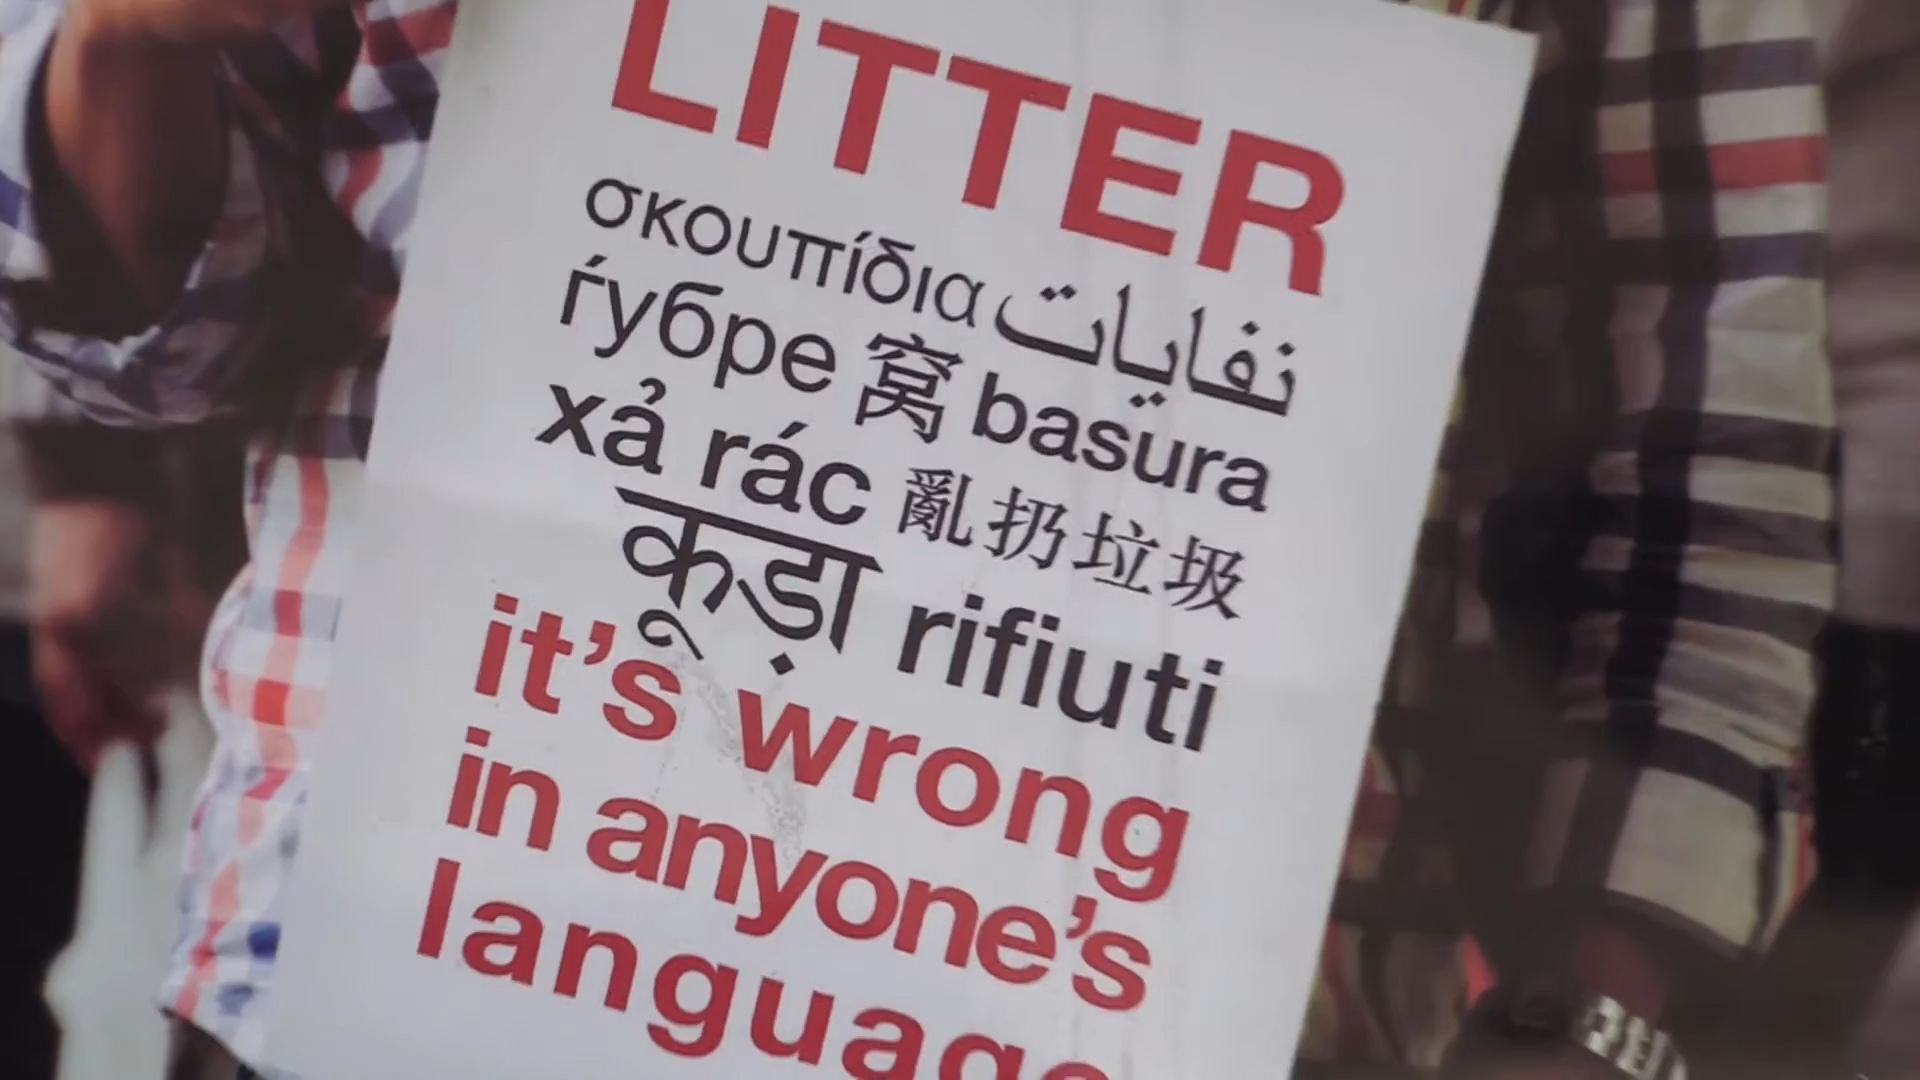 LITTER
σκουπίδια نفايات
ѓубре 窝 basura
xả rác 亂扔垃圾
कूड़ा rifiuti
it's wrong
in anyone's
language